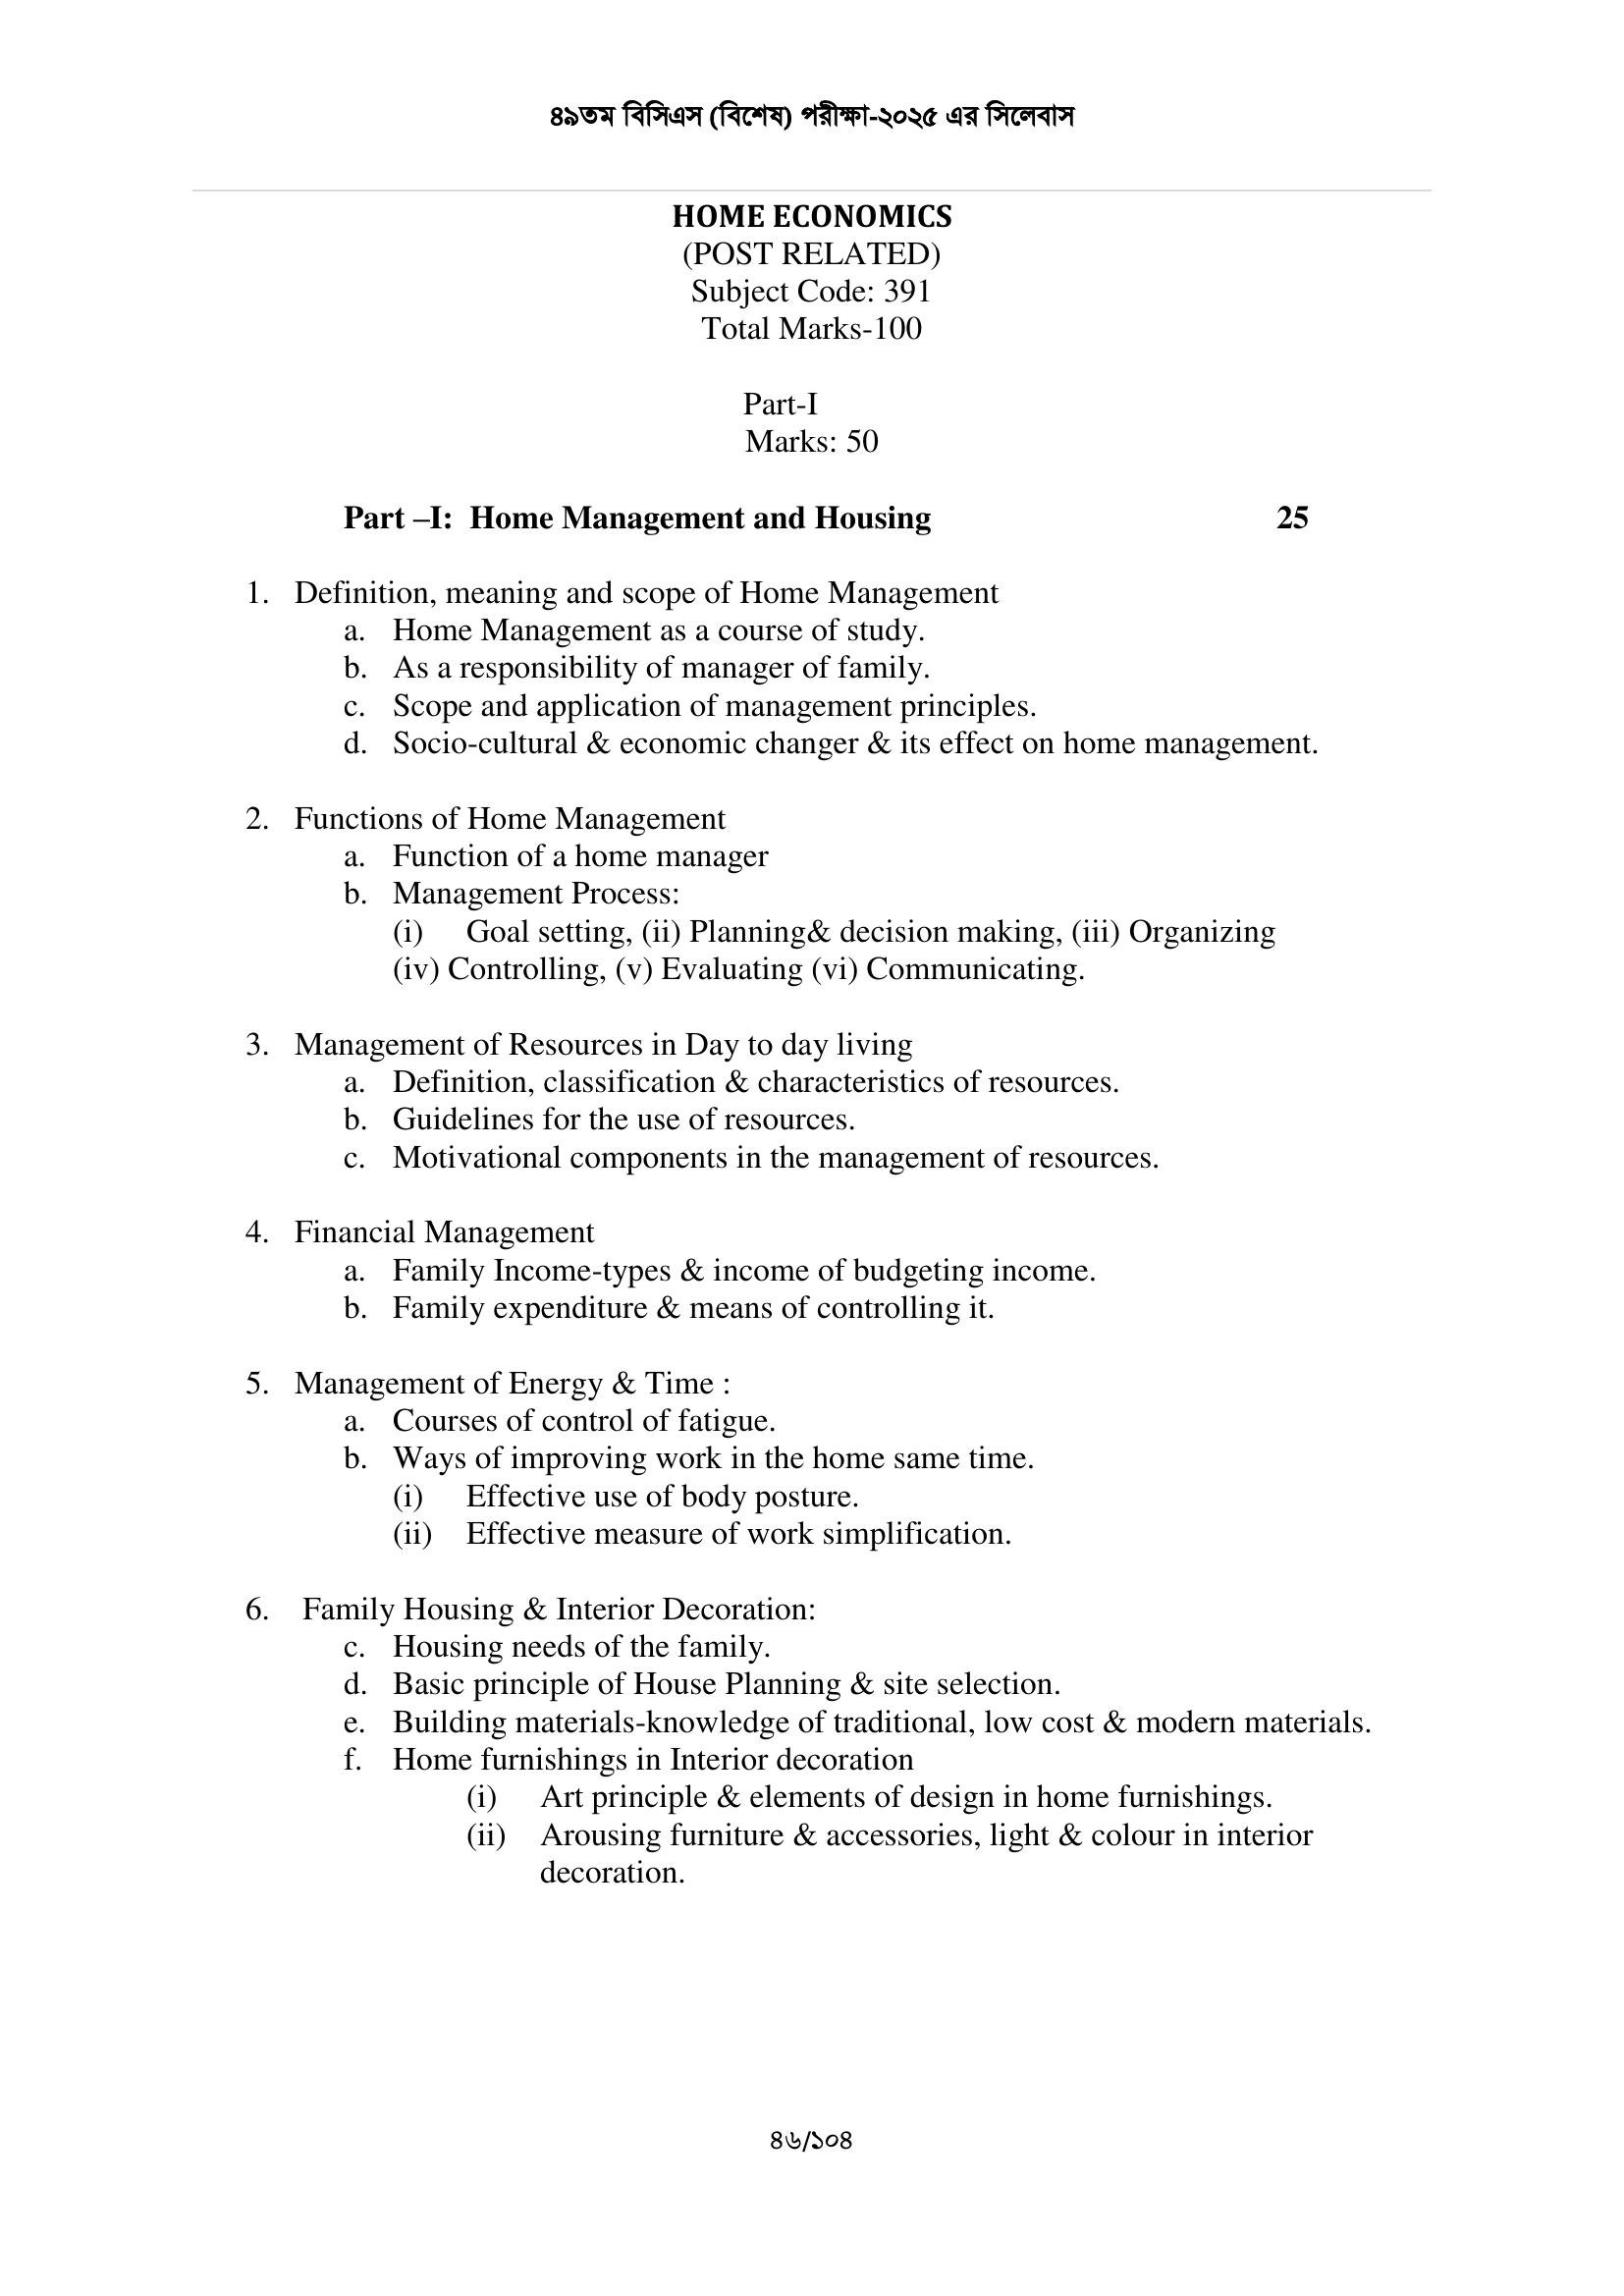 ৪৯তম বিসিএস (বিশেষ) পরীক্ষা-২০২৫ এর সিলেবাস
HOME ECONOMICS
(POST RELATED)
Subject Code: 391
Total Marks-100
Part-I
Marks: 50
Part –I: Home Management and Housing 25
1. Definition, meaning and scope of Home Management
a. Home Management as a course of study.
b. As a responsibility of manager of family.
c. Scope and application of management principles.
d. Socio-cultural & economic changer & its effect on home management.
2. Functions of Home Management
a. Function of a home manager
b. Management Process:
(i) Goal setting, (ii) Planning& decision making, (iii) Organizing
(iv) Controlling, (v) Evaluating (vi) Communicating.
3. Management of Resources in Day to day living
a. Definition, classification & characteristics of resources.
b. Guidelines for the use of resources.
c. Motivational components in the management of resources.
4. Financial Management
a. Family Income-types & income of budgeting income.
b. Family expenditure & means of controlling it.
5. Management of Energy & Time :
a. Courses of control of fatigue.
b. Ways of improving work in the home same time.
(i) Effective use of body posture.
(ii) Effective measure of work simplification.
6. Family Housing & Interior Decoration:
c. Housing needs of the family.
d. Basic principle of House Planning & site selection.
e. Building materials-knowledge of traditional, low cost & modern materials.
f. Home furnishings in Interior decoration
(i) Art principle & elements of design in home furnishings.
(ii) Arousing furniture & accessories, light & colour in interior
decoration.
৪৬/১০৪